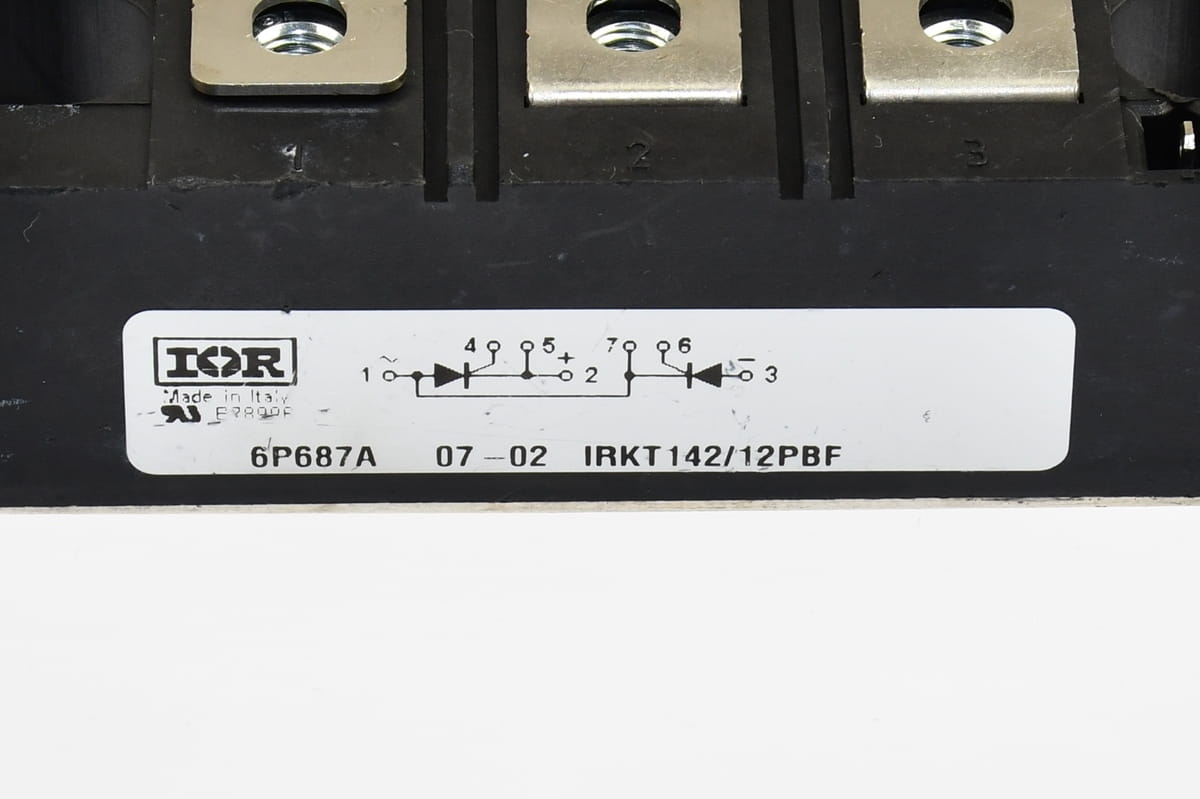 1 2 3
IOR
Made in Italy
4 5 7 6
~ + −
1 2 3
6P687A 07-02 IRKT142/12PBF